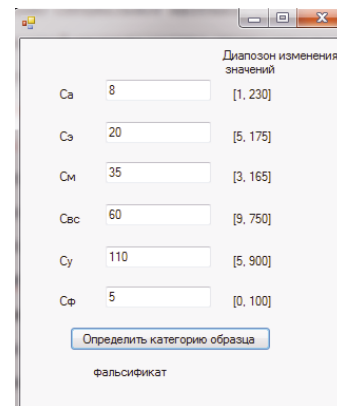 Диапозон изменения
значений
Са 8 [1, 230]
Сэ 20 [5, 175]
См 35 [3, 165]
Свс 60 [9, 750]
Су 110 [5, 900]
Сф 5 [0, 100]
Определить категорию образца
фальсификат